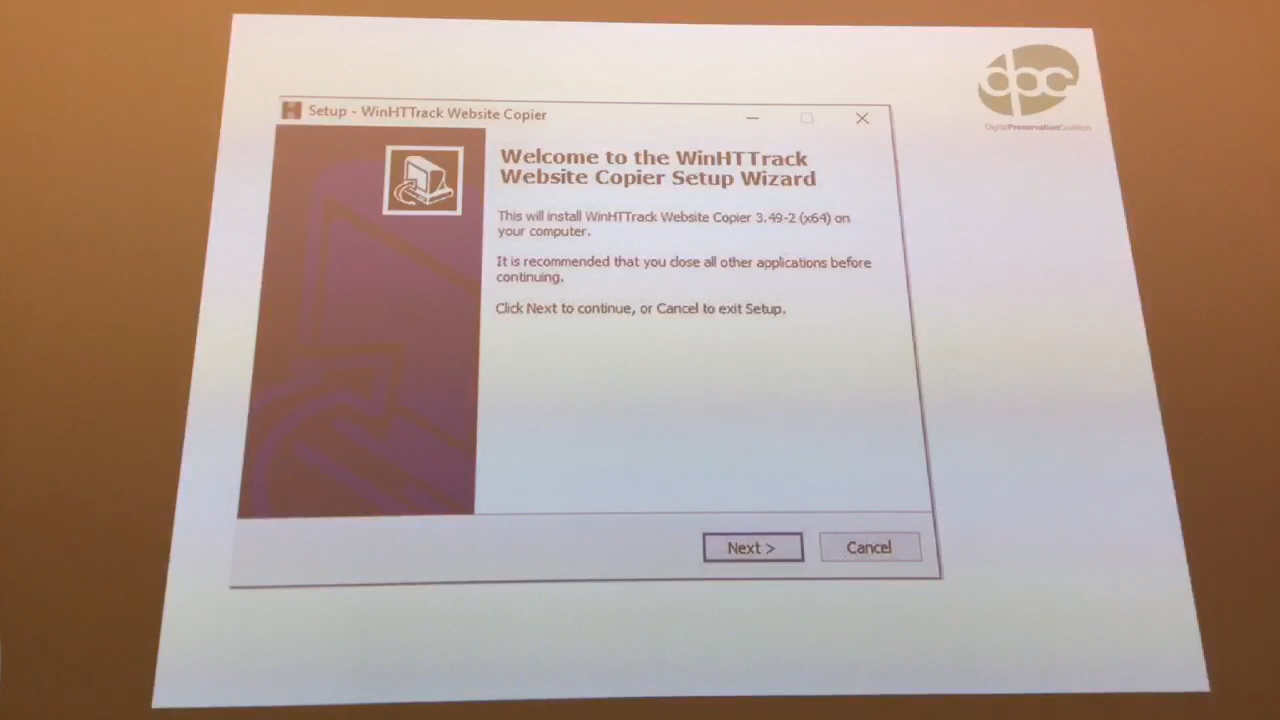 dpc
DigitalPreservationCoalition
Setup - WinHTTrack Website Copier
Welcome to the WinHTTrack
Website Copier Setup Wizard
This will install WinHTTrack Website Copier 3.49-2 (x64) on
your computer.
It is recommended that you close all other applications before
continuing.
Click Next to continue, or Cancel to exit Setup.
Next >
Cancel